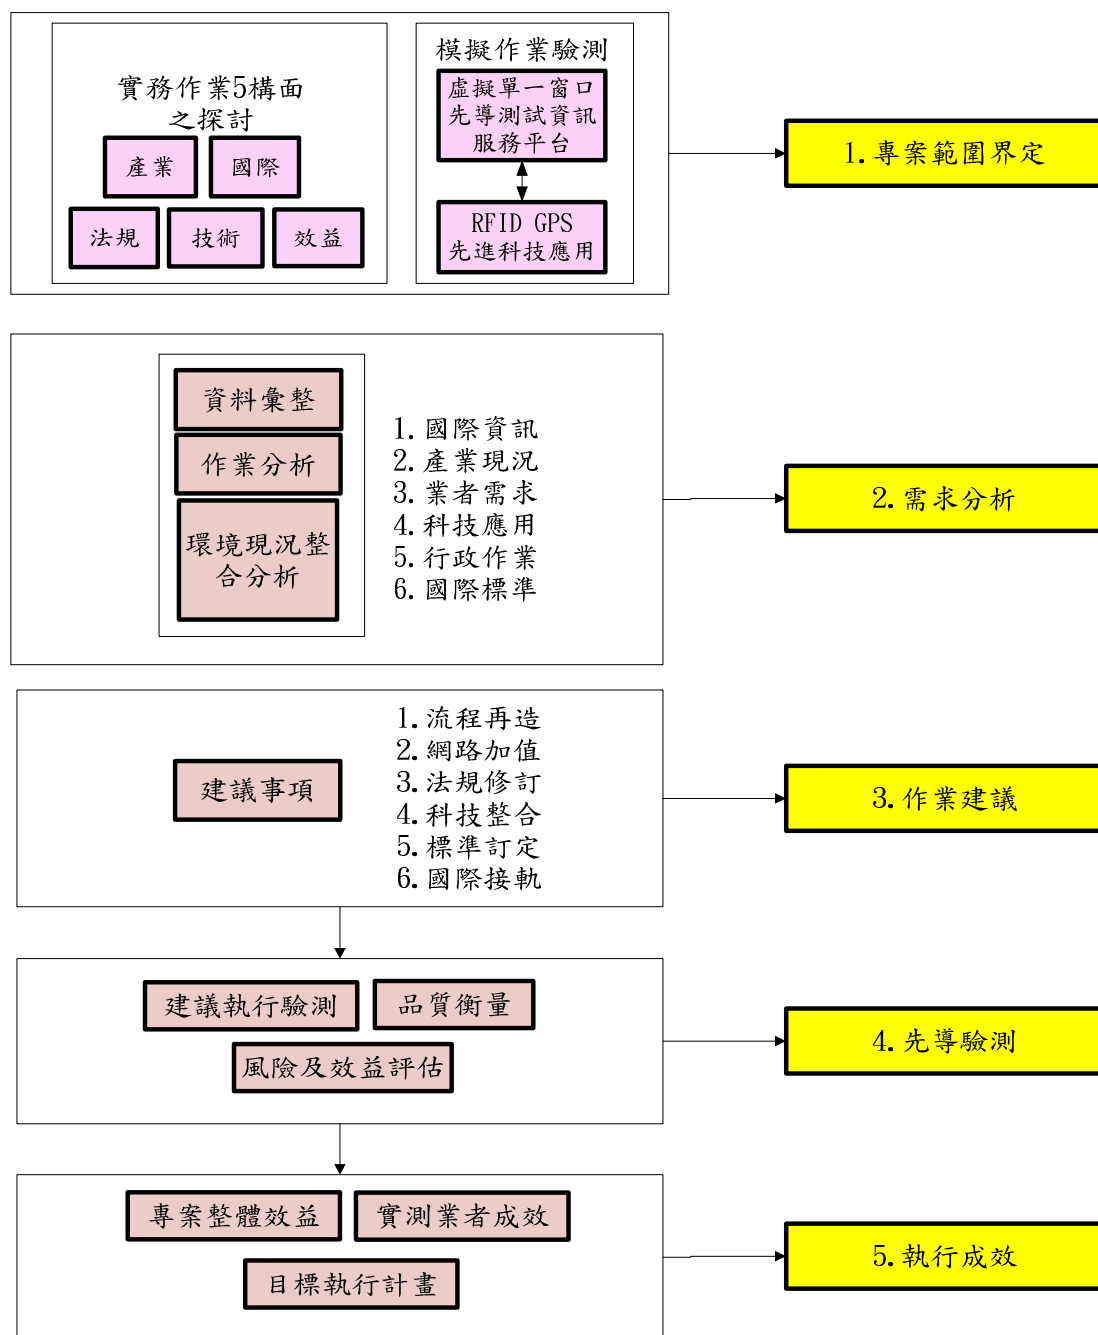 實務作業5構面
之探討
產業
國際
法規
技術
效益
模擬作業驗測
虛擬單一窗口
先導測試資訊
服務平台
RFID GPS
先進科技應用
1.專案範圍界定
資料彙整
作業分析
環境現況整
合分析
1.國際資訊
2.產業現況
3.業者需求
4.科技應用
5.行政作業
6.國際標準
2.需求分析
建議事項
1.流程再造
2.網路加值
3.法規修訂
4.科技整合
5.標準訂定
6.國際接軌
3.作業建議
建議執行驗測
品質衡量
風險及效益評估
4.先導驗測
專案整體效益
實測業者成效
目標執行計畫
5.執行成效